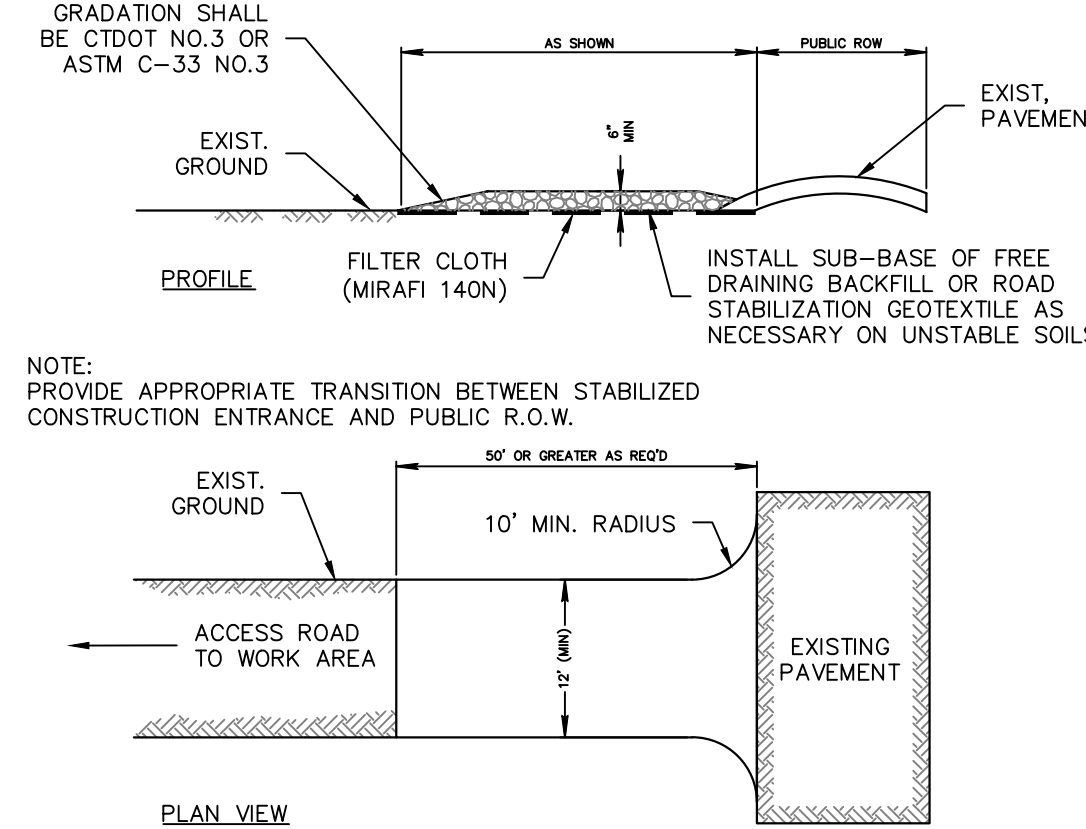 GRADATION SHALL
BE CTDOT NO.3 OR
ASTM C-33 NO.3
AS SHOWN
PUBLIC ROW
EXIST,
PAVEMEN
EXIST.
GROUND
6"
MIN
PROFILE
FILTER CLOTH
(MIRAFI 140N)
INSTALL SUB-BASE OF FREE
DRAINING BACKFILL OR ROAD
STABILIZATION GEOTEXTILE AS
NECESSARY ON UNSTABLE SOILS
NOTE:
PROVIDE APPROPRIATE TRANSITION BETWEEN STABILIZED
CONSTRUCTION ENTRANCE AND PUBLIC R.O.W.
50' OR GREATER AS REQ'D
EXIST.
GROUND
10' MIN. RADIUS
ACCESS ROAD
TO WORK AREA
12' (MIN)
EXISTING
PAVEMENT
PLAN VIEW